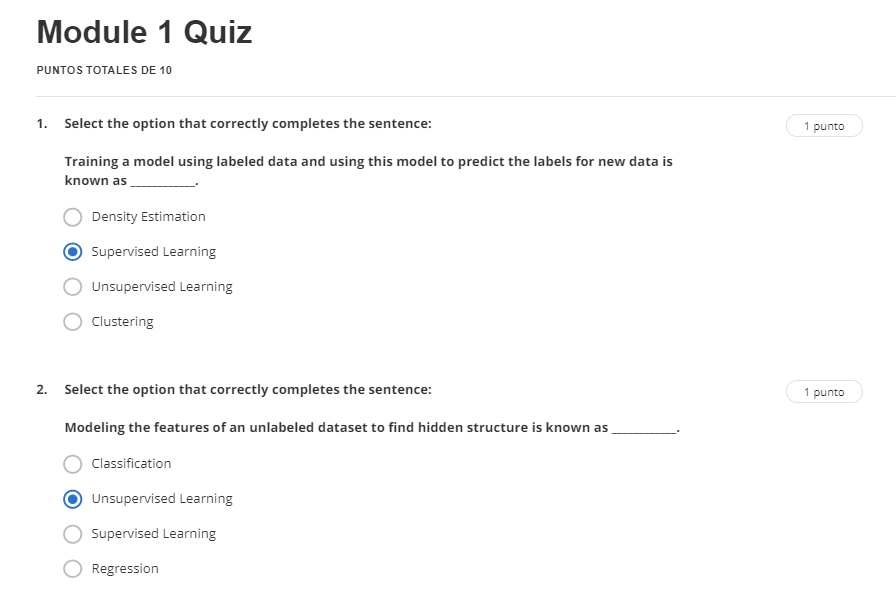 Module 1 Quiz
PUNTOS TOTALES DE 10
1. Select the option that correctly completes the sentence:
1 punto
Training a model using labeled data and using this model to predict the labels for new data is
known as ____________.
Density Estimation
Supervised Learning
Unsupervised Learning
Clustering
2. Select the option that correctly completes the sentence:
1 punto
Modeling the features of an unlabeled dataset to find hidden structure is known as ____________.
Classification
Unsupervised Learning
Supervised Learning
Regression